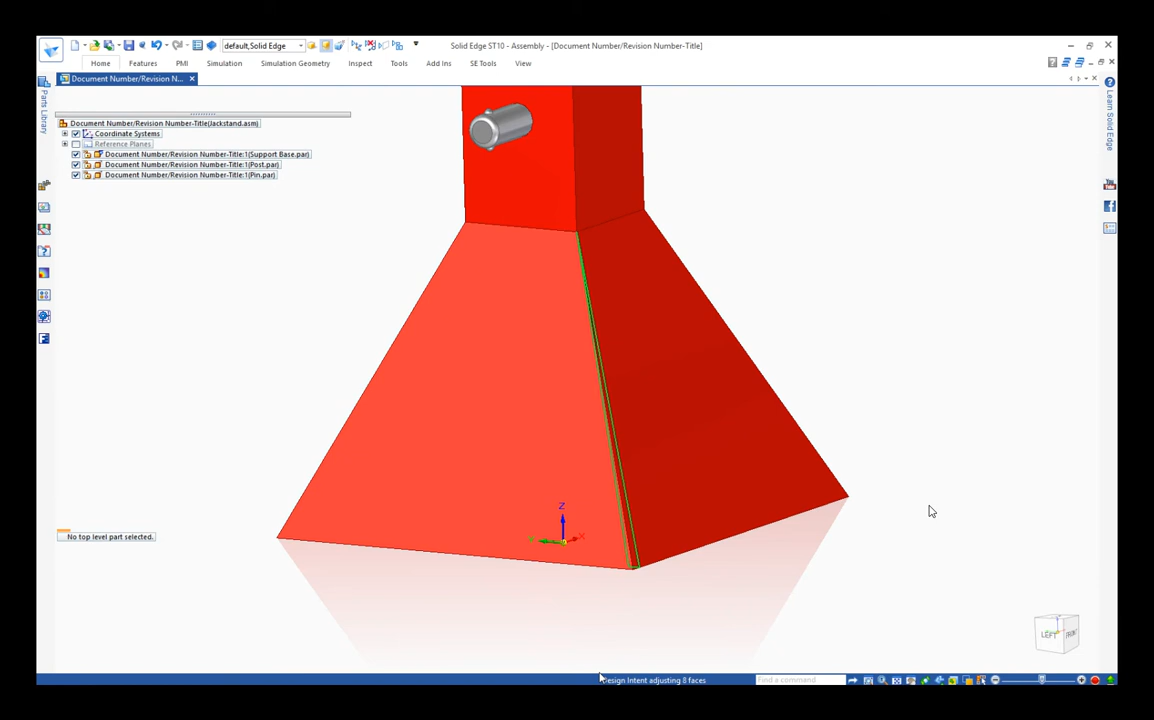 default,Solid Edge
Solid Edge ST10 - Assembly - [Document Number/Revision Number-Title]
Home Features PMI Simulation Simulation Geometry Inspect Tools Add Ins SE Tools View
Document Number/Revision N...
Parts Library
Learn Solid Edge
Document Number/Revision Number-Title(Jackstand.asm)
Coordinate Systems
Reference Planes
Document Number/Revision Number-Title:1(Support Base.par)
Document Number/Revision Number-Title:1(Post.par)
Document Number/Revision Number-Title:1(Pin.par)
You
Z
X
No top level part selected.
LEFT FRONT
Design Intent adjusting 8 faces
Find a command